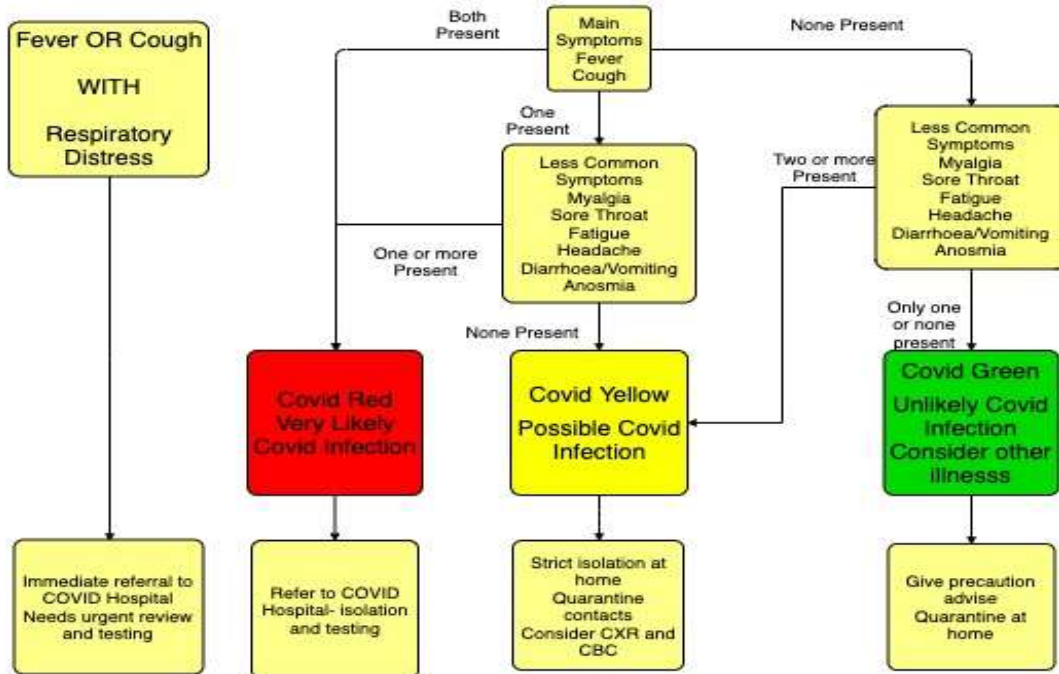 Fever OR Cough
WITH
Respiratory
Distress
Immediate referral to
COVID Hospital
Needs urgent review
and testing
Both
Present
Main
Symptoms
Fever
Cough
None Present
One
Present
Less Common
Symptoms
Myalgia
Sore Throat
Fatigue
Headache
Diarrhoea/Vomiting
Anosmia
Two or more
Present
Less Common
Symptoms
Myalgia
Sore Throat
Fatigue
Headache
Diarrhoea/Vomiting
Anosmia
One or more
Present
None Present
Only one
or none
present
Covid Red
Very Likely
Covid Infection
Covid Yellow
Possible Covid
Infection
Covid Green
Unlikely Covid
Infection
Consider other
illnesss
Refer to COVID
Hospital- isolation
and testing
Strict isolation at
home
Quarantine
contacts
Consider CXR and
CBC
Give precaution
advise
Quarantine at
home